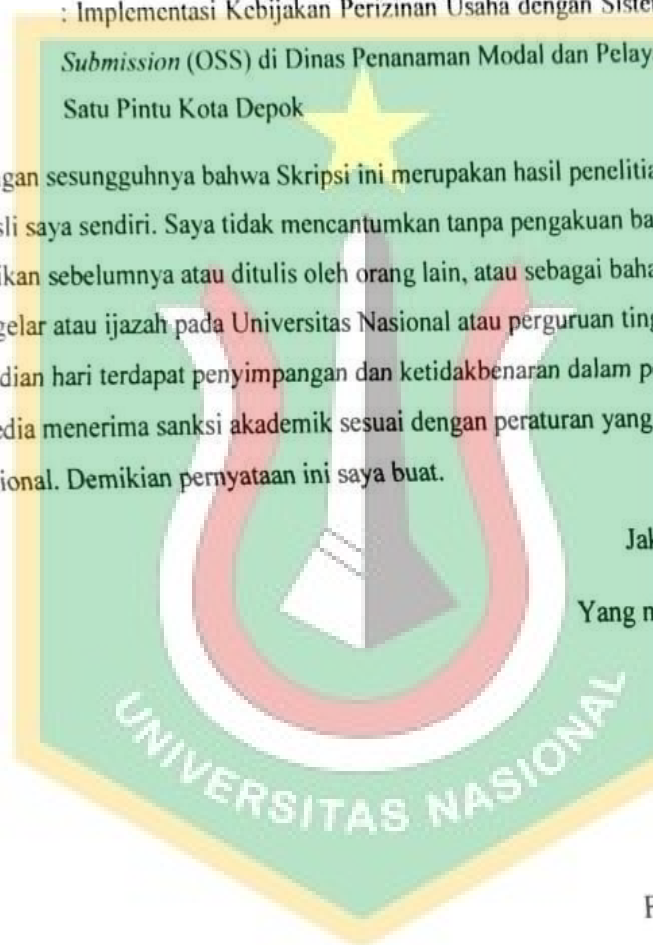 : Implementasi Kebijakan Perizinan Usaha dengan Siste
Submission (OSS) di Dinas Penanaman Modal dan Pelay
Satu Pintu Kota Depok
gan sesungguhnya bahwa Skripsi ini merupakan hasil penelitia
sli saya sendiri. Saya tidak mencantumkan tanpa pengakuan ba
ikan sebelumnya atau ditulis oleh orang lain, atau sebagai baha
gelar atau ijazah pada Universitas Nasional atau perguruan ting
dian hari terdapat penyimpangan dan ketidakbenaran dalam p
edia menerima sanksi akademik sesuai dengan peraturan yang
ional. Demikian pernyataan ini saya buat.
Jak
Yang m
UNIVERSITAS NASIONAL